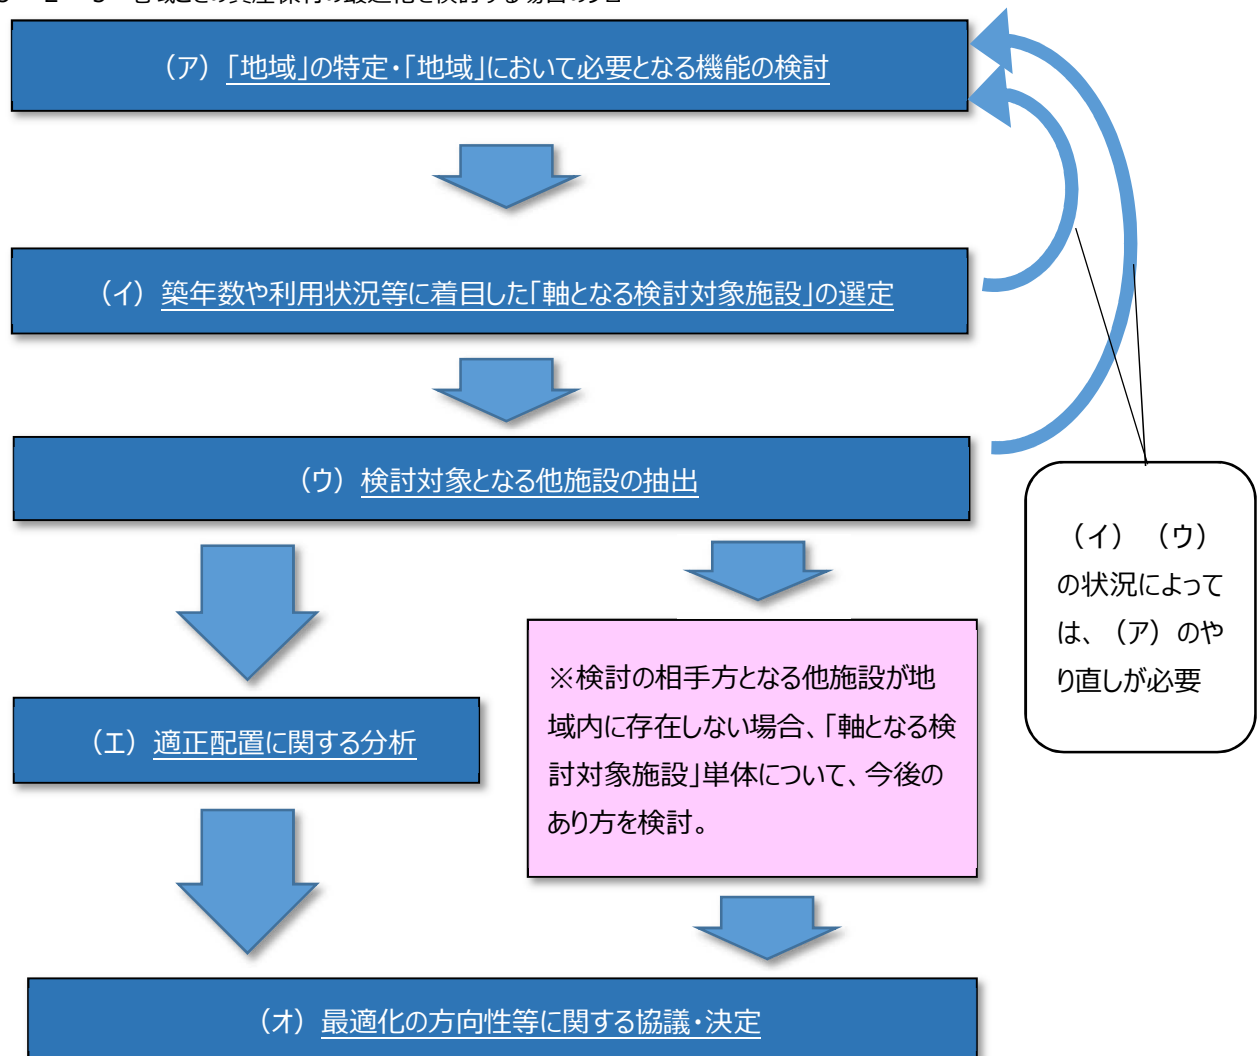 （ア）「地域」の特定・「地域」において必要となる機能の検討
（イ）築年数や利用状況等に着目した「軸となる検討対象施設」の選定
（ウ）検討対象となる他施設の抽出
（イ）（ウ）
の状況によって
は、（ア）のや
り直しが必要
※検討の相手方となる他施設が地
域内に存在しない場合、「軸となる検
討対象施設」単体について、今後の
あり方を検討。
（エ）適正配置に関する分析
（オ）最適化の方向性等に関する協議・決定